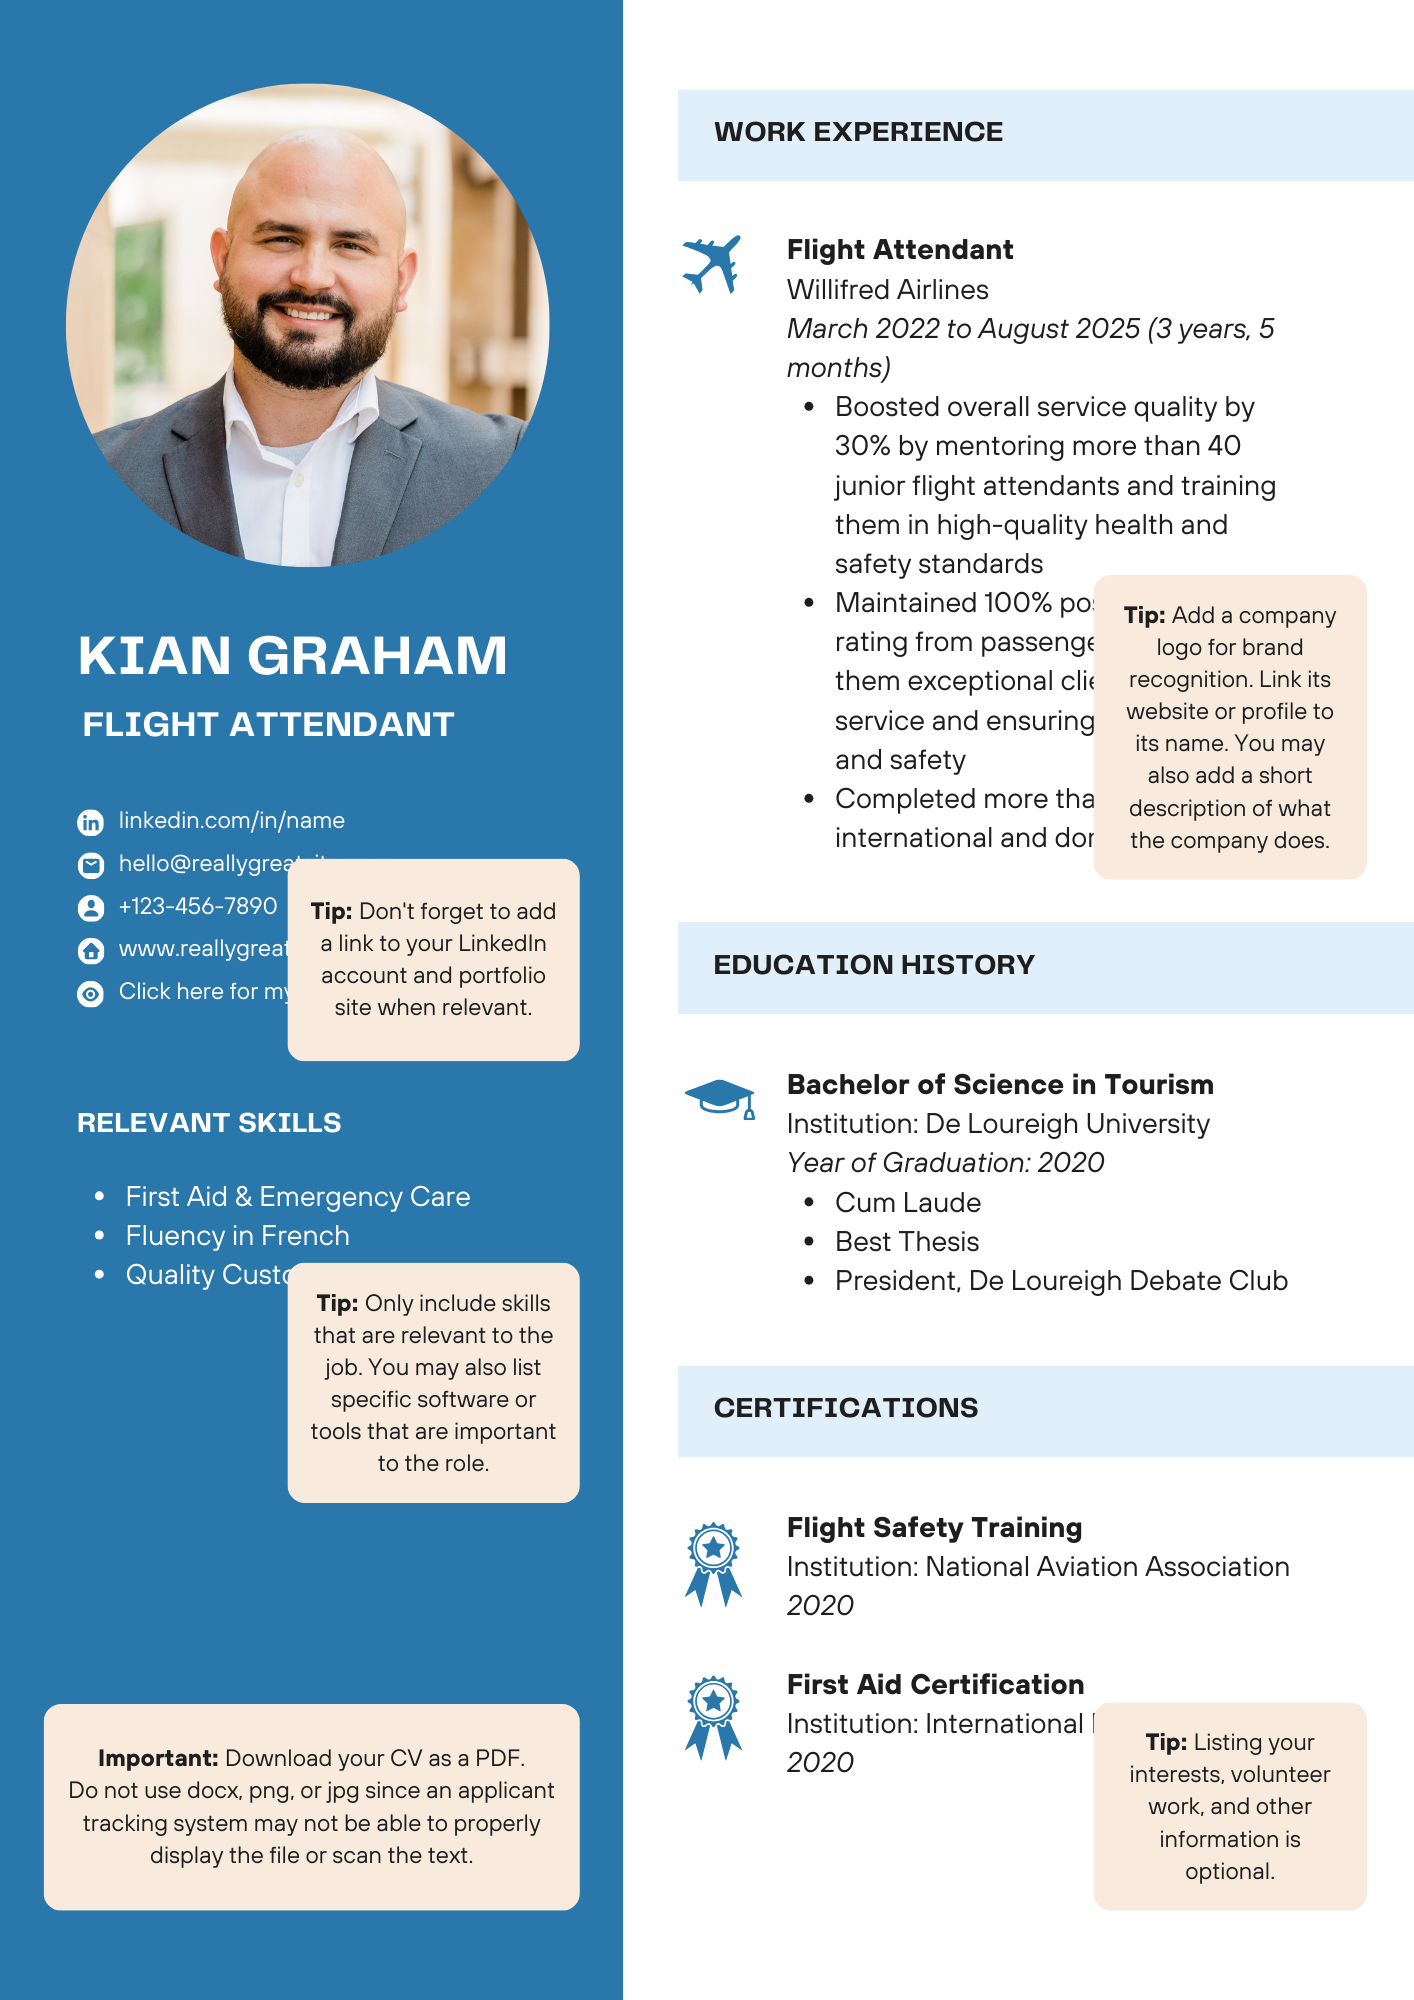 KIAN GRAHAM
FLIGHT ATTENDANT
linkedin.com/in/name
+123-456-7890
Click here for my
Tip: Don't forget to add
a link to your LinkedIn
account and portfolio
site when relevant.
RELEVANT SKILLS
• First Aid & Emergency Care
• Fluency in French
• Quality
Tip: Only include skills
that are relevant to the
job. You may also list
specific software or
tools that are important
to the role.
Important: Download your CV as a PDF.
Do not use docx, png, or jpg since an applicant
tracking system may not be able to properly
display the file or scan the text.
WORK EXPERIENCE
Flight Attendant
Willifred Airlines
March 2022 to August 2025 (3 years, 5
months)
• Boosted overall service quality by
30% by mentoring more than 40
junior flight attendants and training
them in high-quality health and
safety standards
• Maintained 100%
rating from
them exceptional
service and ensuring
and safety
• Completed more
international and
Tip: Add a company
logo for brand
recognition. Link its
website or profile to
its name. You may
also add a short
description of what
the company does.
EDUCATION HISTORY
Bachelor of Science in Tourism
Institution: De Loureigh University
Year of Graduation: 2020
• Cum Laude
• Best Thesis
• President, De Loureigh Debate Club
CERTIFICATIONS
Flight Safety Training
Institution: National Aviation Association
2020
First Aid Certification
Institution: International
2020
Tip: Listing your
interests, volunteer
work, and other
information is
optional.